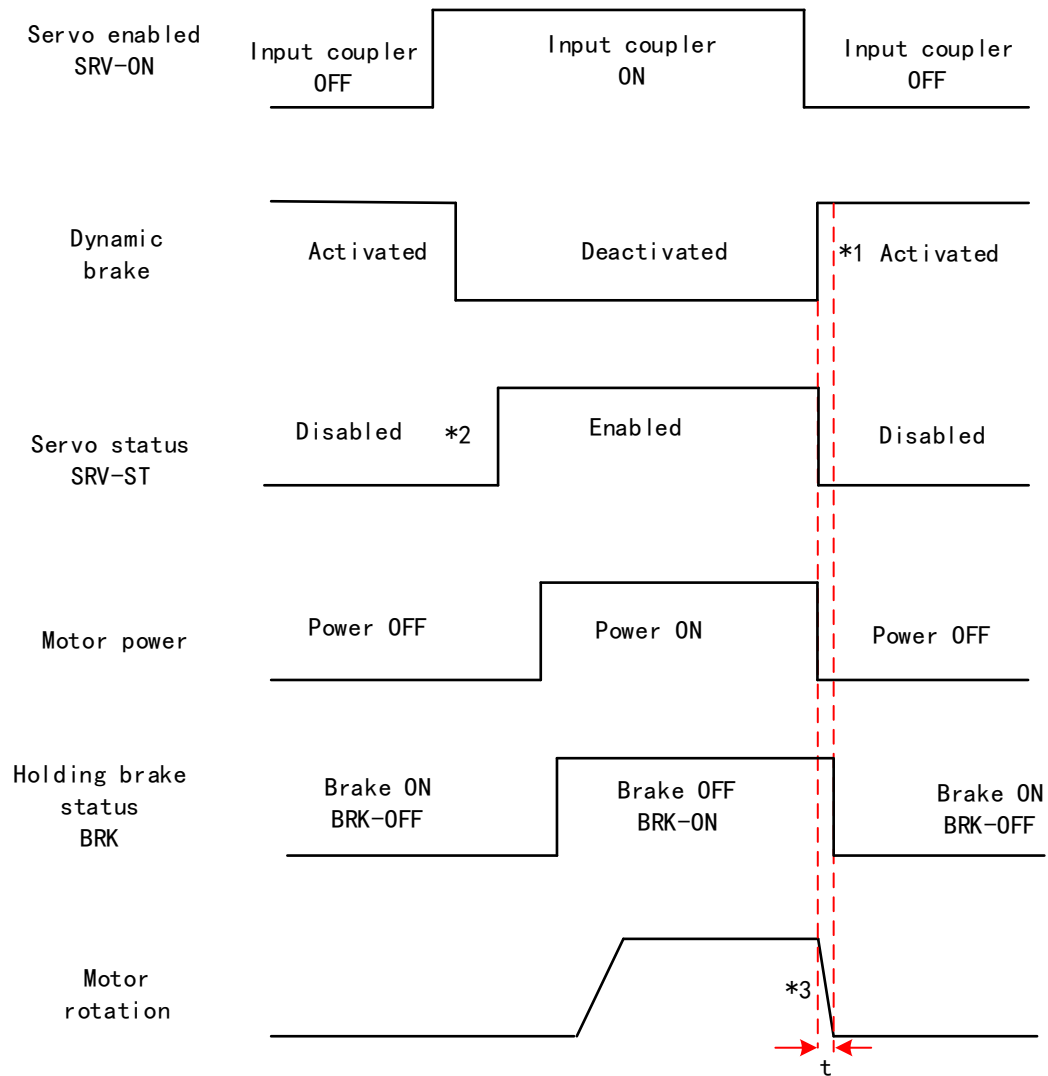 Servo enabled
SRV-ON
Input coupler
OFF
Input coupler
ON
Input coupler
OFF
Dynamic
brake
Activated
Deactivated
*1 Activated
Servo status
SRV-ST
Disabled
*2
Enabled
Disabled
Motor power
Power OFF
Power ON
Power OFF
Holding brake
status
BRK
Brake ON
BRK-OFF
Brake OFF
BRK-ON
Brake ON
BRK-OFF
Motor
rotation
*3
t